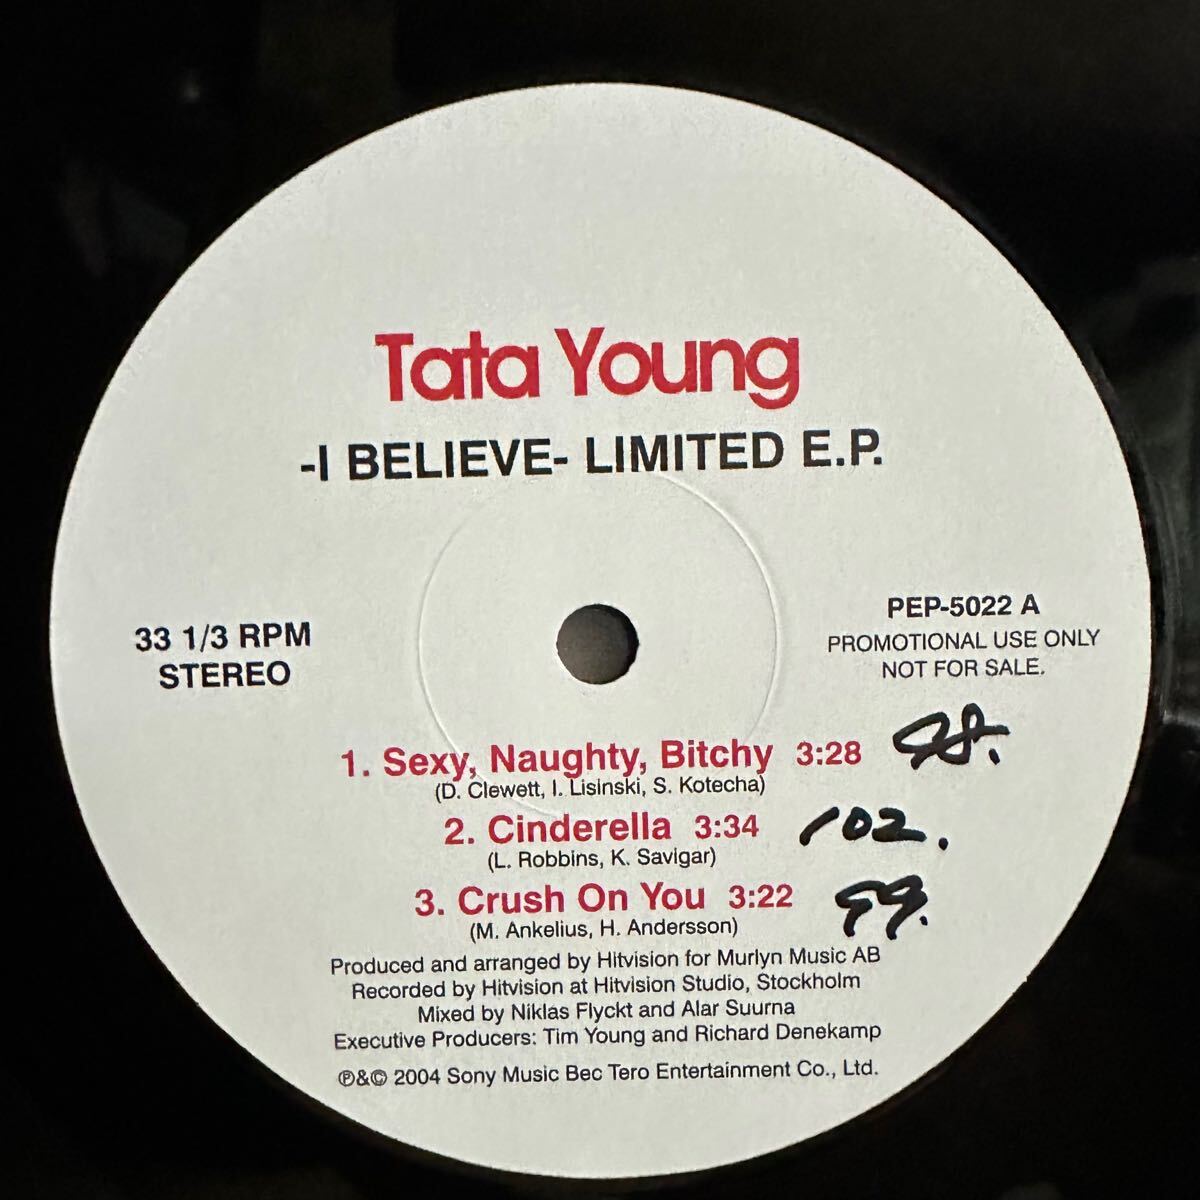 Tata Young
-I BELIEVE- LIMITED E.P.
33 1/3 RPM
STEREO
PEP-5022 A
PROMOTIONAL USE ONLY
NOT FOR SALE.
1. Sexy, Naughty, Bitchy 3:28 98.
(D. Clewett, I. Lisinski, S. Kotecha)
2. Cinderella 3:34 102.
(L. Robbins, K. Savigar)
3. Crush On You 3:22 99.
(M. Ankelius, H. Andersson)
Produced and arranged by Hitvision for Murlyn Music AB
Recorded by Hitvision at Hitvision Studio, Stockholm
Mixed by Niklas Flyckt and Alar Suurna
Executive Producers: Tim Young and Richard Denekamp
℗&© 2004 Sony Music Bec Tero Entertainment Co., Ltd.